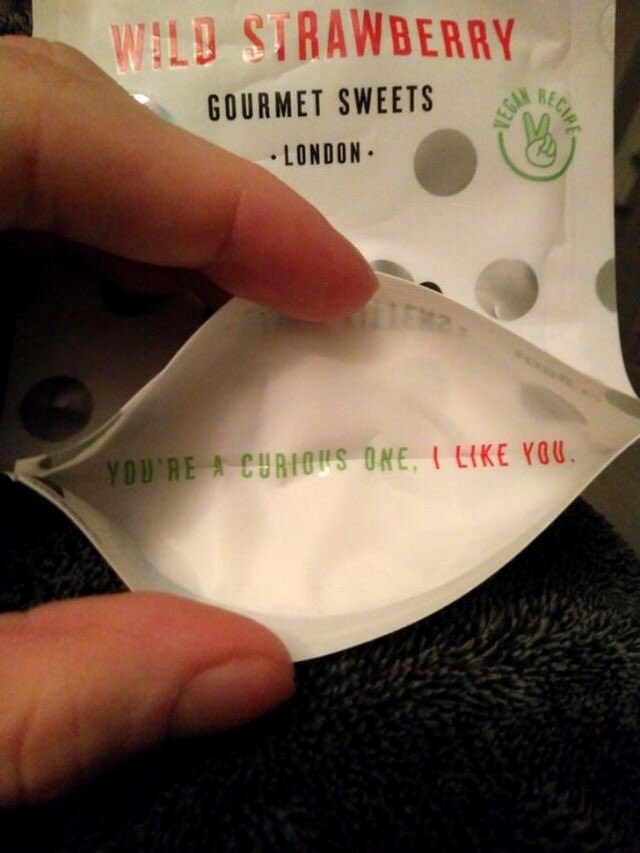 WILD STRAWBERRY
GOURMET SWEETS
· LONDON ·
VEGAN RECIPE
YOU'RE A CURIOUS ONE, I LIKE YOU.